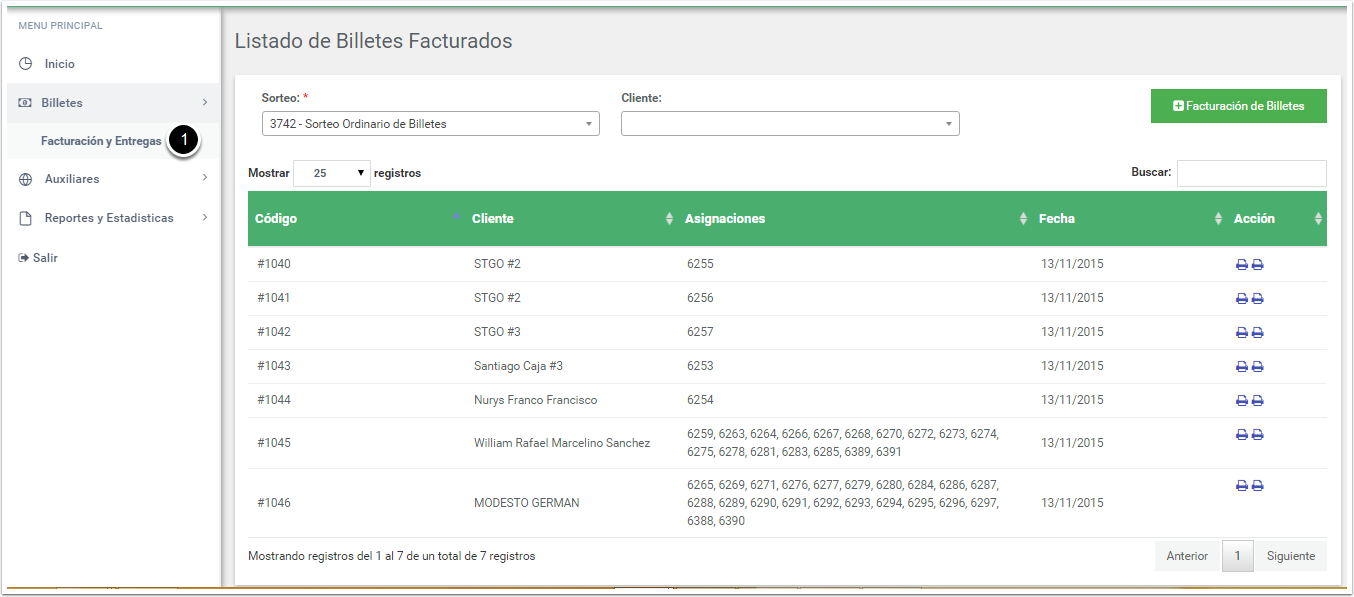 MENU PRINCIPAL
Inicio
Billetes
Facturación y Entregas 1
Auxiliares
Reportes y Estadisticas
Salir
Listado de Billetes Facturados
Sorteo: * Cliente:
3742 - Sorteo Ordinario de Billetes
Facturación de Billetes
Mostrar 25 registros Buscar:
Código Cliente Asignaciones Fecha Acción
#1040 STGO #2 6255 13/11/2015
#1041 STGO #2 6256 13/11/2015
#1042 STGO #3 6257 13/11/2015
#1043 Santiago Caja #3 6253 13/11/2015
#1044 Nurys Franco Francisco 6254 13/11/2015
#1045 William Rafael Marcelino Sanchez 6259, 6263, 6264, 6266, 6267, 6268, 6270, 6272, 6273, 6274, 13/11/2015
6275, 6278, 6281, 6283, 6285, 6389, 6391
#1046 MODESTO GERMAN 6265, 6269, 6271, 6276, 6277, 6279, 6280, 6284, 6286, 6287, 13/11/2015
6288, 6289, 6290, 6291, 6292, 6293, 6294, 6295, 6296, 6297,
6388, 6390
Mostrando registros del 1 al 7 de un total de 7 registros
Anterior 1 Siguiente